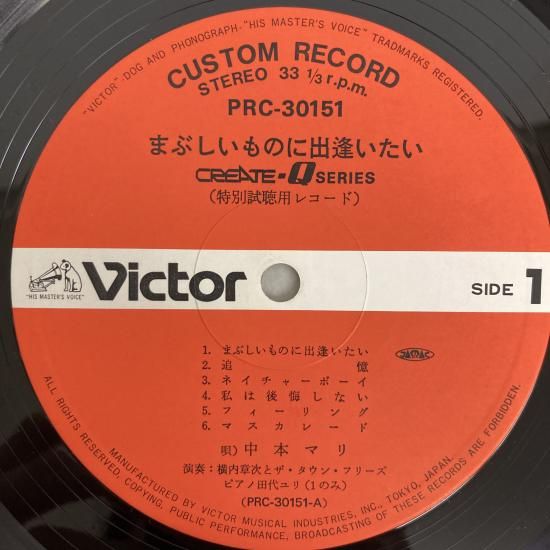 "VICTOR"-DOG AND PHONOGRAPH-"HIS MASTER'S VOICE" TRADMARKS REGISTERED.
CUSTOM RECORD
STEREO 33 1/3 r.p.m.
PRC-30151
まぶしいものに出逢いたい
CREATE-Q SERIES
(特別試聴用レコード)
"HIS MASTER'S VOICE"
Victor
SIDE 1
1. まぶしいものに出逢いたい
2. 追憶
3. ネイチャーボーイ
4. 私は後悔しない
5. フィーリング
6. マスカレード
JASRAC
唄) 中本マリ
演奏:横内章次とザ・タウン・フリーズ
ピアノ田代ユリ(1のみ)
(PRC-30151-A)
MANUFACTURED BY VICTOR MUSICAL INDUSTRIES, INC., TOKYO, JAPAN.
ALL RIGHTS RESERVED, COPYING, PUBLIC PERFORMANCE, BROADCASTING OF THESE RECORDS ARE FORBIDDEN.